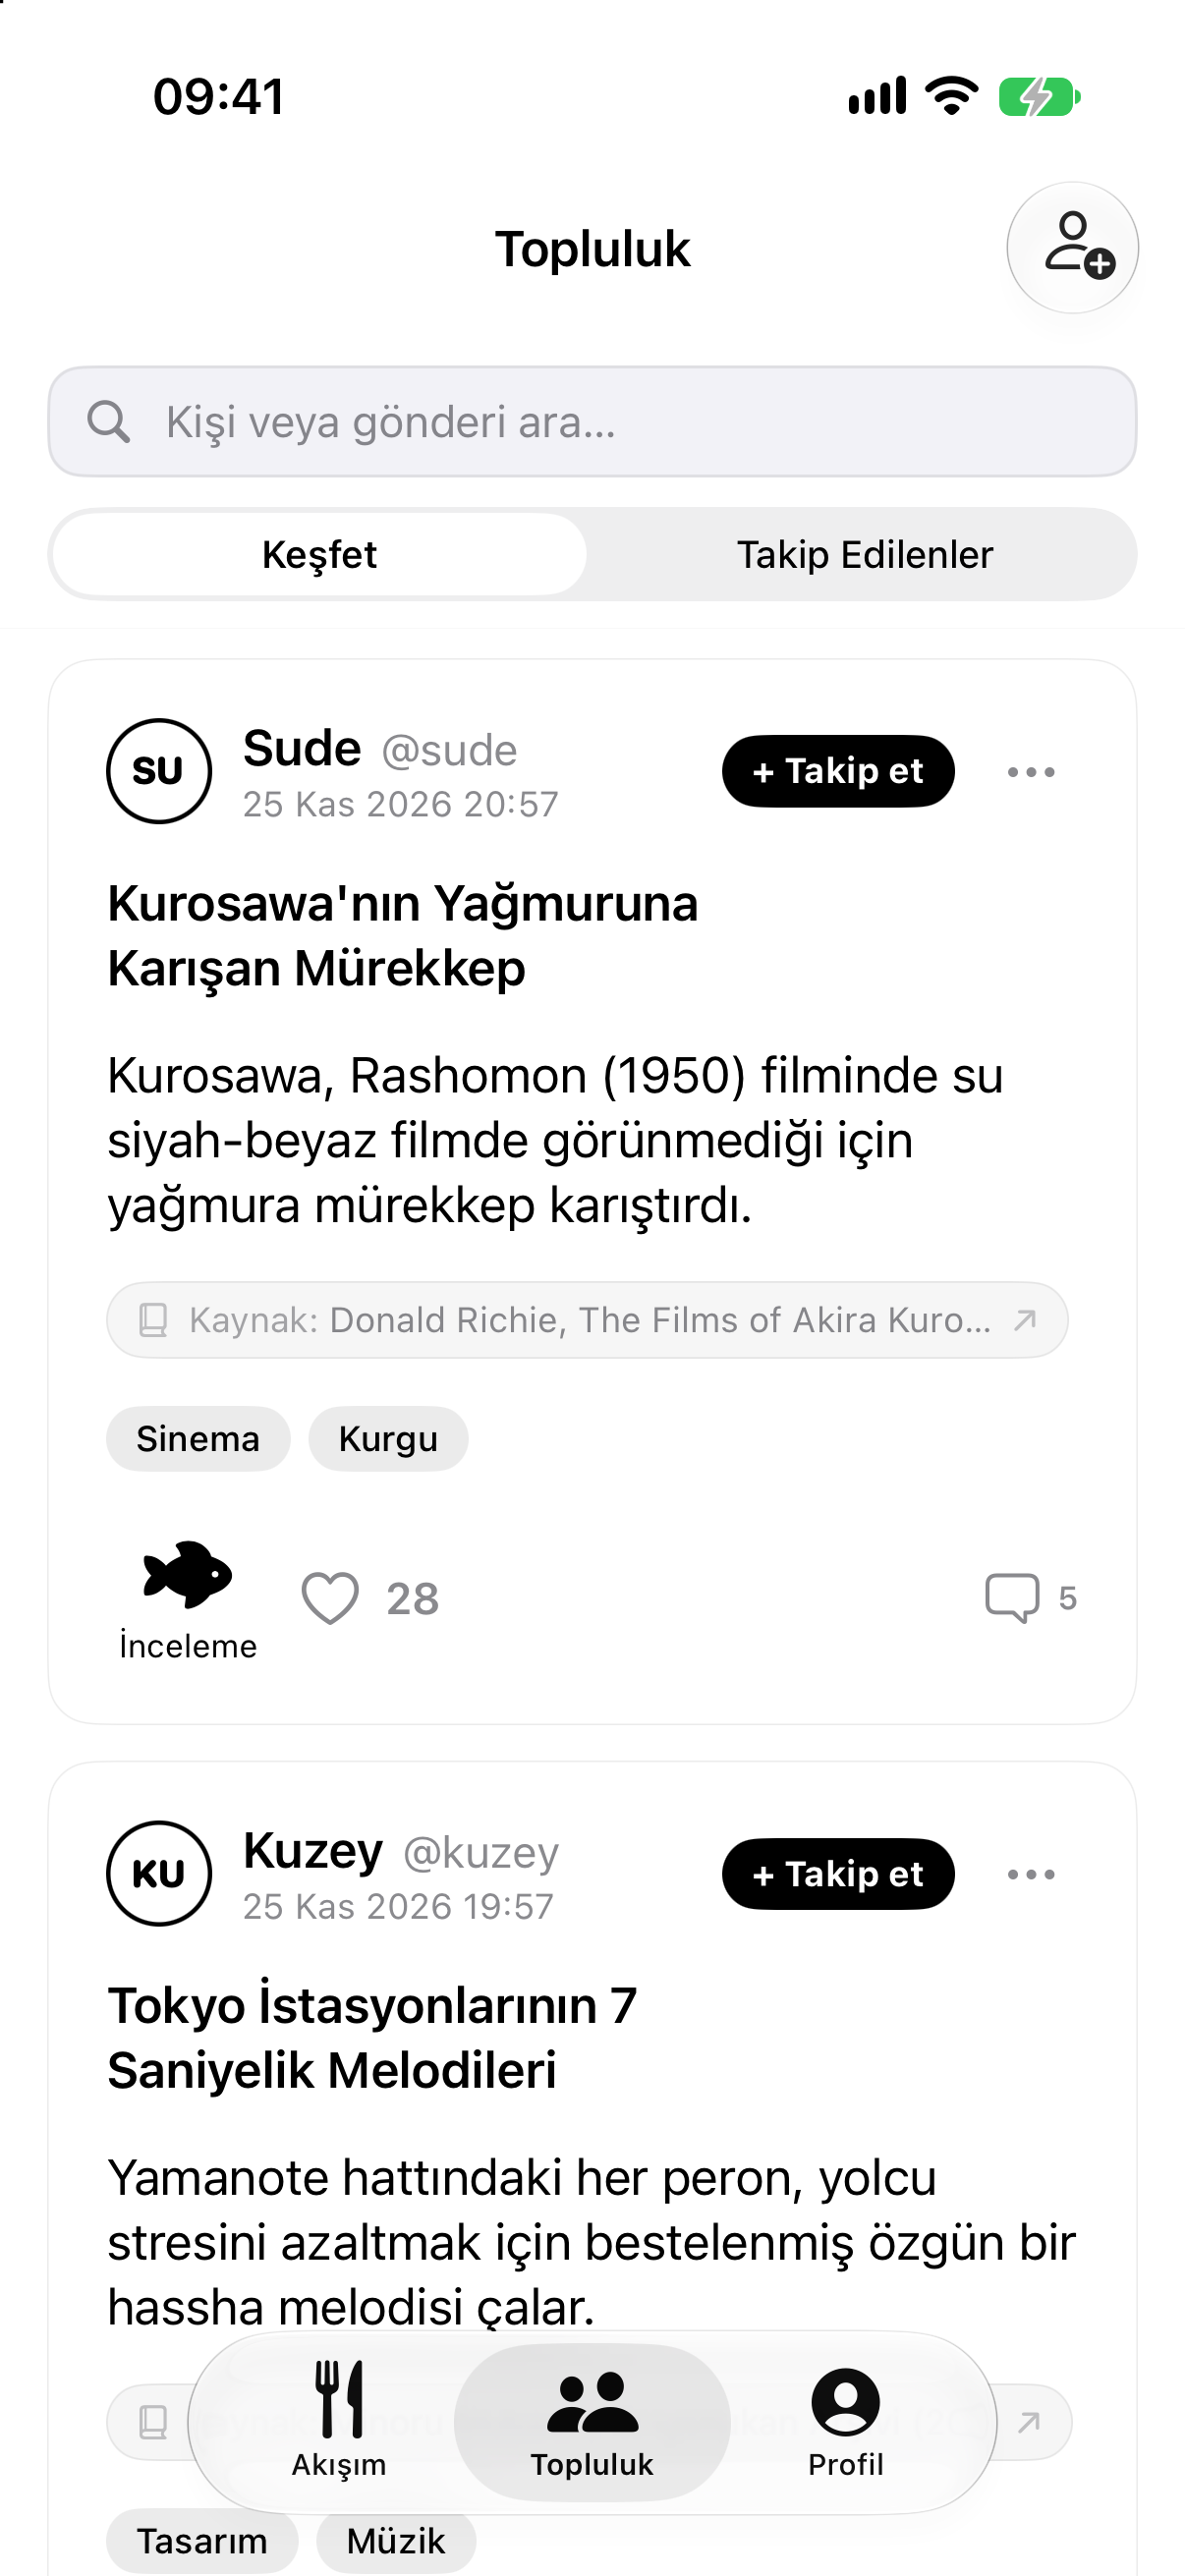 09:41
Topluluk
Kişi veya gönderi ara...
Keşfet
Takip Edilenler
SU
Sude @sude
25 Kas 2026 20:57
+ Takip et
Kurosawa'nın Yağmuruna
Karışan Mürekkep
Kurosawa, Rashomon (1950) filminde su
siyah-beyaz filmde görünmediği için
yağmura mürekkep karıştırdı.
Kaynak: Donald Richie, The Films of Akira Kuro...
Sinema
Kurgu
İnceleme
28
5
KU
Kuzey @kuzey
25 Kas 2026 19:57
+ Takip et
Tokyo İstasyonlarının 7
Saniyelik Melodileri
Yamanote hattındaki her peron, yolcu
stresini azaltmak için bestelenmiş özgün bir
hassha melodisi çalar.
Akışım
Topluluk
Profil
Tasarım
Müzik